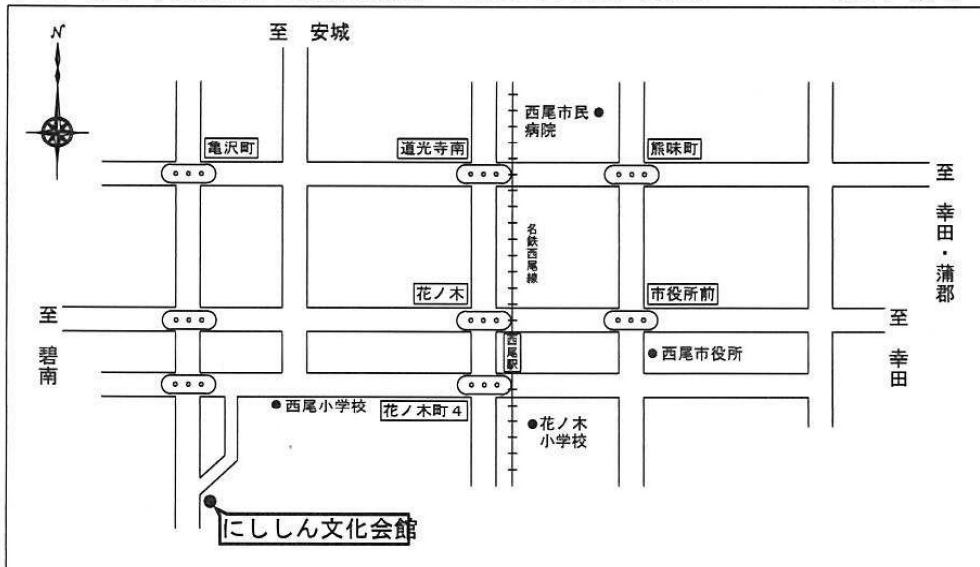 N
至 安城
西尾市民
病院
亀沢町
道光寺南
熊味町
至 幸田・蒲郡
名鉄西尾線
花ノ木
市役所前
至 碧南
至 幸田
西尾駅
西尾市役所
西尾小学校
花ノ木町4
花ノ木
小学校
にししん文化会館